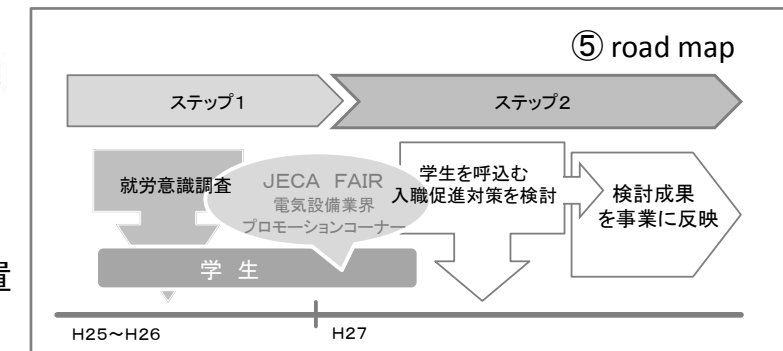 ⑤ road map
ステップ1
ステップ2
就労意識調査
JECA FAIR
電気設備業界
プロモーションコーナー
学生を呼込む
入職促進対策を検討
検討成果
を事業に反映
学 生
H25～H26
H27